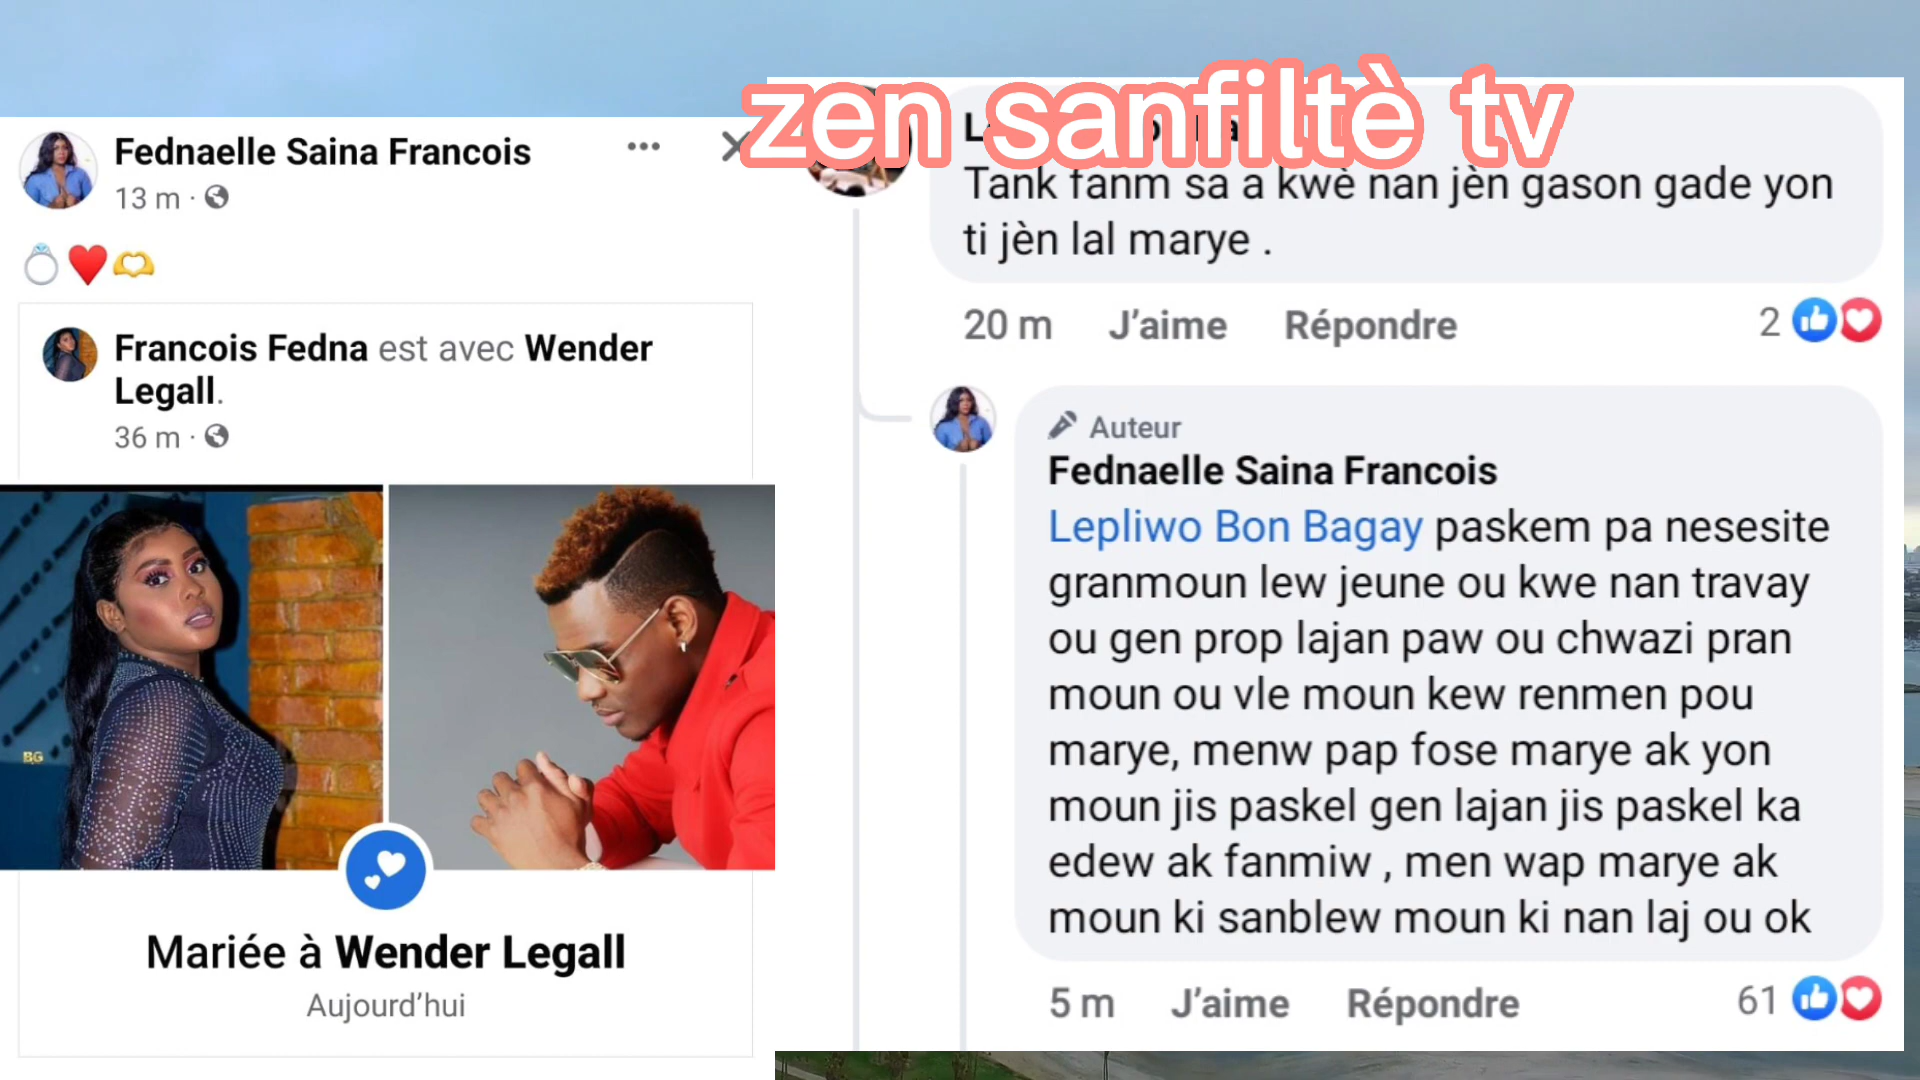 zen sanfiltè tv
Fednaelle Saina Francois
13 m ·
Francois Fedna est avec Wender
Legall.
36 m ·
BG
Mariée à Wender Legall
Aujourd’hui
Tank fanm sa a kwè nan jèn gason gade yon
ti jèn lal marye .
20 m J’aime Répondre 2
Auteur
Fednaelle Saina Francois
Lepliwo Bon Bagay paskem pa nesesite
granmoun lew jeune ou kwe nan travay
ou gen prop lajan paw ou chwazi pran
moun ou vle moun kew renmen pou
marye, menw pap fose marye ak yon
moun jis paskel gen lajan jis paskel ka
edew ak fanmiw , men wap marye ak
moun ki sanblew moun ki nan laj ou ok
5 m J’aime Répondre 61